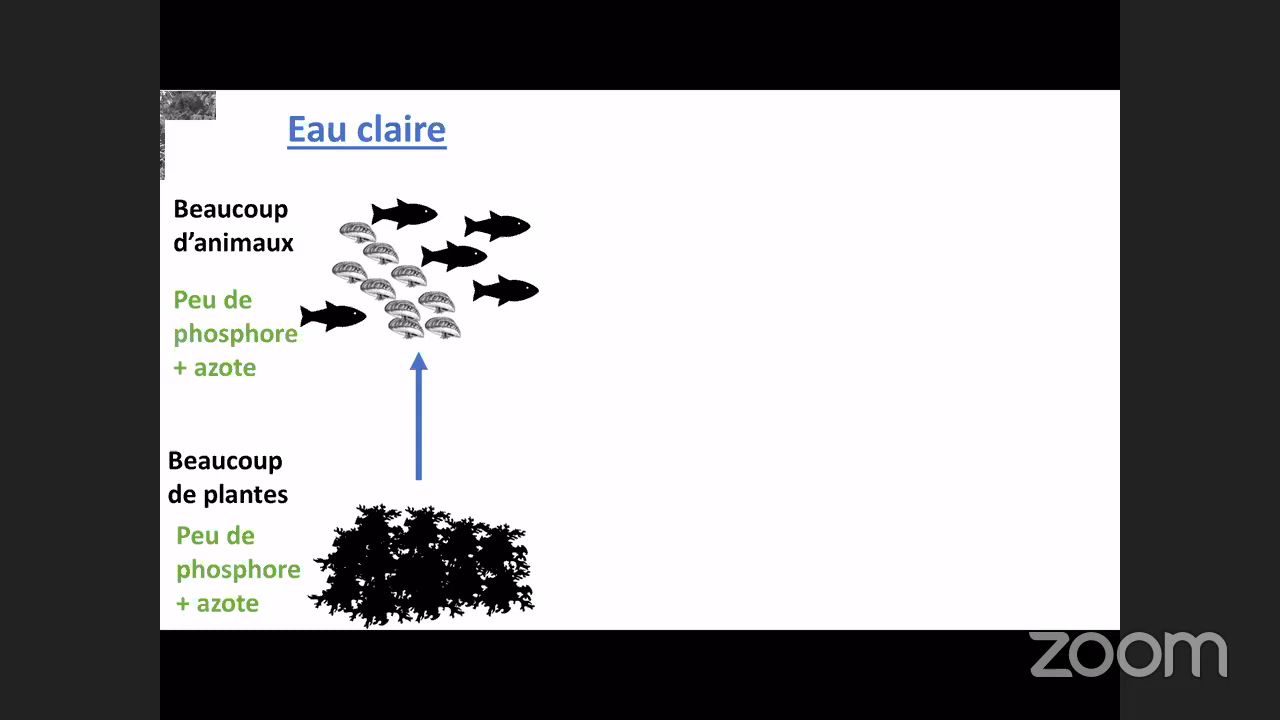 Eau claire
Beaucoup
d’animaux
Peu de
phosphore
+ azote
Beaucoup
de plantes
Peu de
phosphore
+ azote
zoom